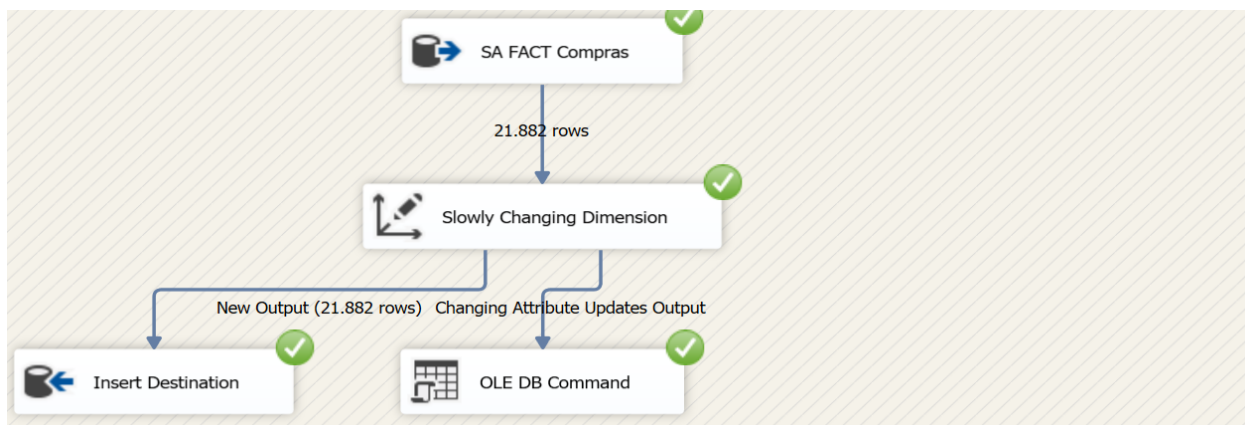 SA FACT Compras
21.882 rows
Slowly Changing Dimension
New Output (21.882 rows) Changing Attribute Updates Output
Insert Destination
OLE DB Command